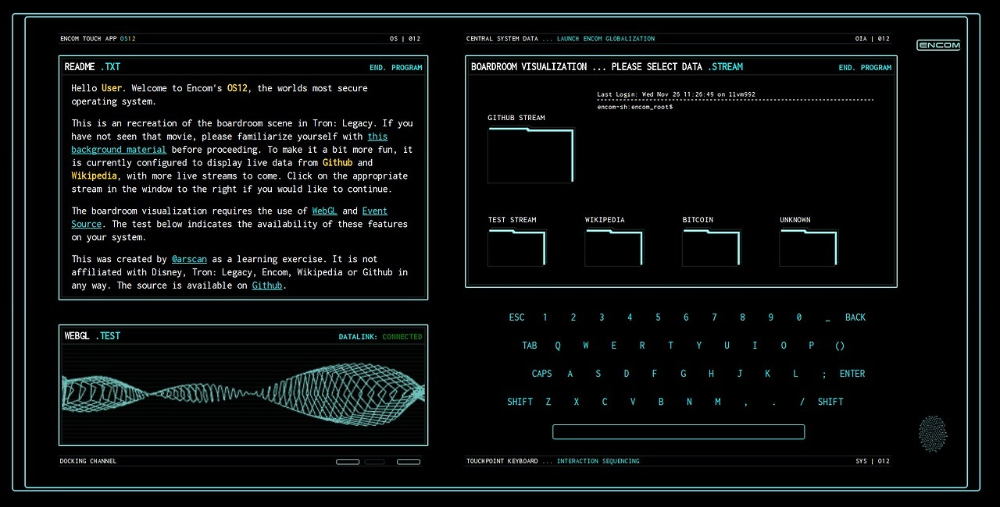 ENCOM TOUCH APP OS12
OS | 012
README .TXT
END. PROGRAM
Hello User. Welcome to Encom's OS12, the worlds most secure
operating system.
This is an recreation of the boardroom scene in Tron: Legacy. If you
have not seen that movie, please familiarize yourself with this
background material before proceeding. To make it a bit more fun, it
is currently configured to display live data from Github and
Wikipedia, with more live streams to come. Click on the appropriate
stream in the window to the right if you would like to continue.
The boardroom visualization requires the use of WebGL and Event
Source. The test below indicates the availability of these features
on your system.
This was created by @arscan as a learning exercise. It is not
affiliated with Disney, Tron: Legacy, Encom, Wikipedia or Github in
any way. The source is available on Github.
WEBGL .TEST
DATALINK: CONNECTED
DOCKING CHANNEL
CENTRAL SYSTEM DATA ... LAUNCH ENCOM GLOBALIZATION
OIA | 012
ENCOM
BOARDROOM VISUALIZATION ... PLEASE SELECT DATA .STREAM
END. PROGRAM
Last Login: Wed Nov 26 11:26:49 on llvm992
encom-sh:encom_root$
GITHUB STREAM
TEST STREAM
WIKIPEDIA
BITCOIN
UNKNOWN
ESC 1 2 3 4 5 6 7 8 9 0 _ BACK
TAB Q W E R T Y U I O P ()
CAPS A S D F G H J K L ; ENTER
SHIFT Z X C V B N M , . / SHIFT
TOUCHPOINT KEYBOARD ... INTERACTION SEQUENCING
SYS | 012